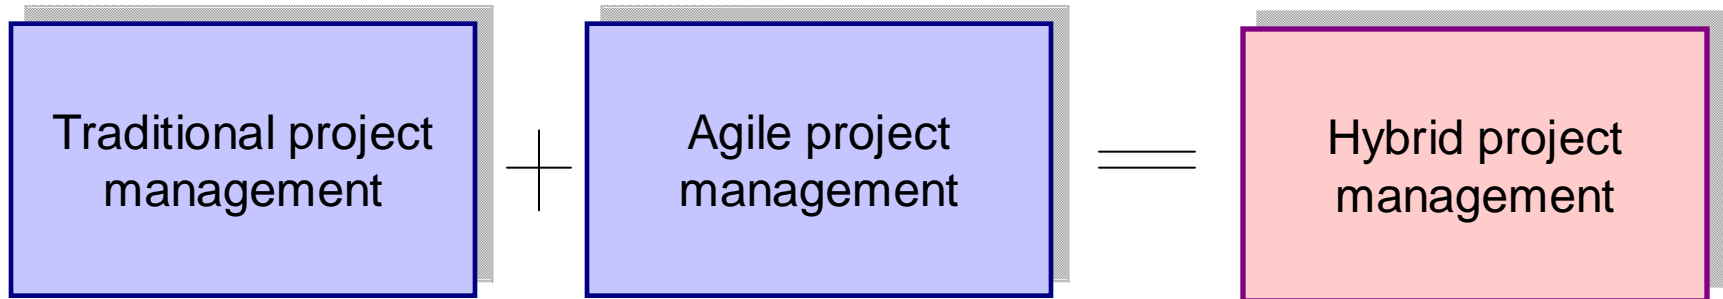 Traditional project
management
Agile project
management
Hybrid project
management